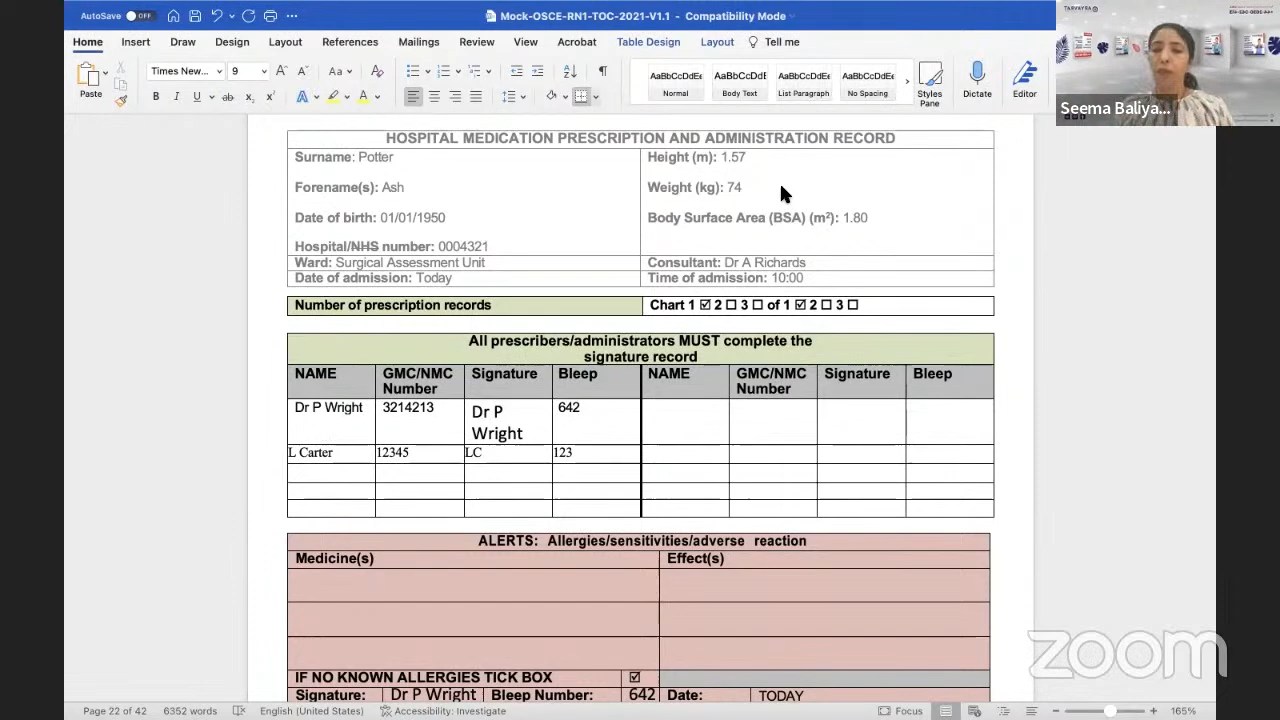 AutoSave OFF
Mock-OSCE-RN1-TOC-2021-V1.1 - Compatibility Mode
Home Insert Draw Design Layout References Mailings Review View Acrobat Table Design Layout Tell me
Paste
Times New... 9
AaBbCcDdEe AaBbCcDdE AaBbCcDdEe AaBbCcDdEe
Normal Body Text List Paragraph No Spacing
Styles Pane
Dictate
Editor
TARVAYRA
Seema Baliya...
HOSPITAL MEDICATION PRESCRIPTION AND ADMINISTRATION RECORD
Surname: Potter
Height (m): 1.57
Forename(s): Ash
Weight (kg): 74
Date of birth: 01/01/1950
Body Surface Area (BSA) (m²): 1.80
Hospital/NHS number: 0004321
Ward: Surgical Assessment Unit
Consultant: Dr A Richards
Date of admission: Today
Time of admission: 10:00
Number of prescription records
Chart 1 ☑ 2 ☐ 3 ☐ of 1 ☑ 2 ☐ 3 ☐
All prescribers/administrators MUST complete the
signature record
NAME GMC/NMC Number Signature Bleep NAME GMC/NMC Number Signature Bleep
Dr P Wright 3214213 Dr P Wright 642
L Carter 12345 LC 123
ALERTS: Allergies/sensitivities/adverse reaction
Medicine(s) Effect(s)
IF NO KNOWN ALLERGIES TICK BOX ☑
Signature: Dr P Wright Bleep Number: 642 Date: TODAY
zoom
Page 22 of 42 6352 words English (United States) Accessibility: Investigate Focus 165%